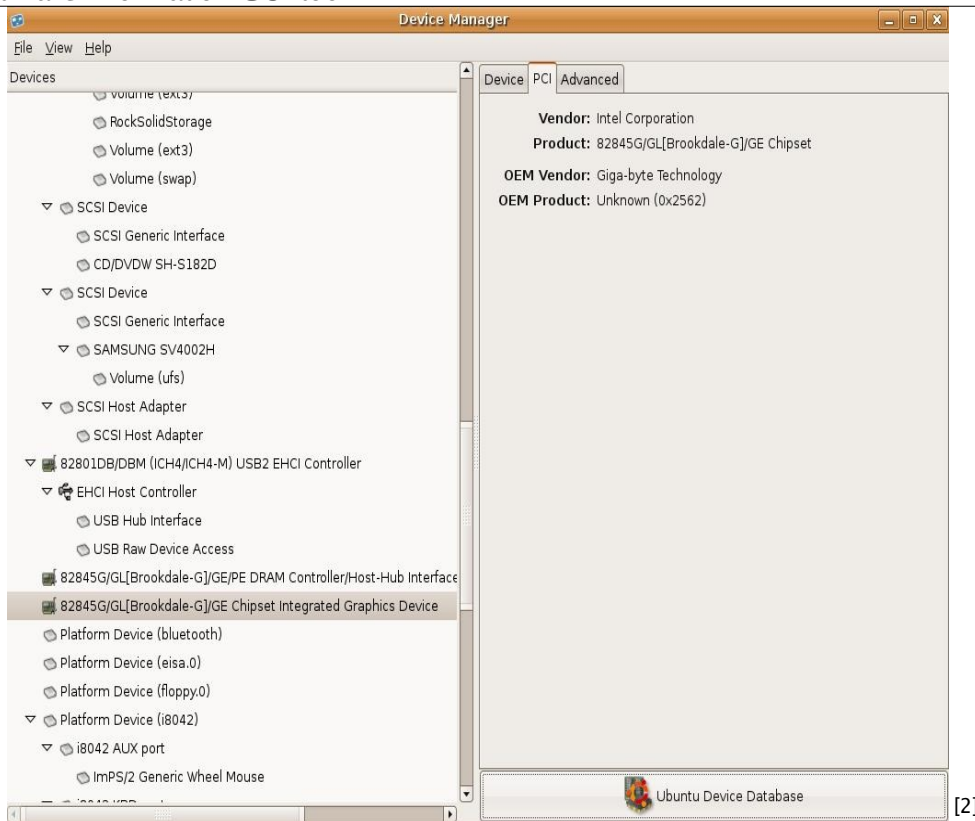 Device Manager
File View Help
Devices
Volume (ext3)
RockSolidStorage
Volume (ext3)
Volume (swap)
SCSI Device
SCSI Generic Interface
CD/DVDW SH-S182D
SCSI Device
SCSI Generic Interface
SAMSUNG SV4002H
Volume (ufs)
SCSI Host Adapter
SCSI Host Adapter
82801DB/DBM (ICH4/ICH4-M) USB2 EHCI Controller
EHCI Host Controller
USB Hub Interface
USB Raw Device Access
82845G/GL[Brookdale-G]/GE/PE DRAM Controller/Host-Hub Interface
82845G/GL[Brookdale-G]/GE Chipset Integrated Graphics Device
Platform Device (bluetooth)
Platform Device (eisa.0)
Platform Device (floppy.0)
Platform Device (i8042)
i8042 AUX port
ImPS/2 Generic Wheel Mouse
Device PCI Advanced
Vendor: Intel Corporation
Product: 82845G/GL[Brookdale-G]/GE Chipset
OEM Vendor: Giga-byte Technology
OEM Product: Unknown (0x2562)
Ubuntu Device Database
[2]